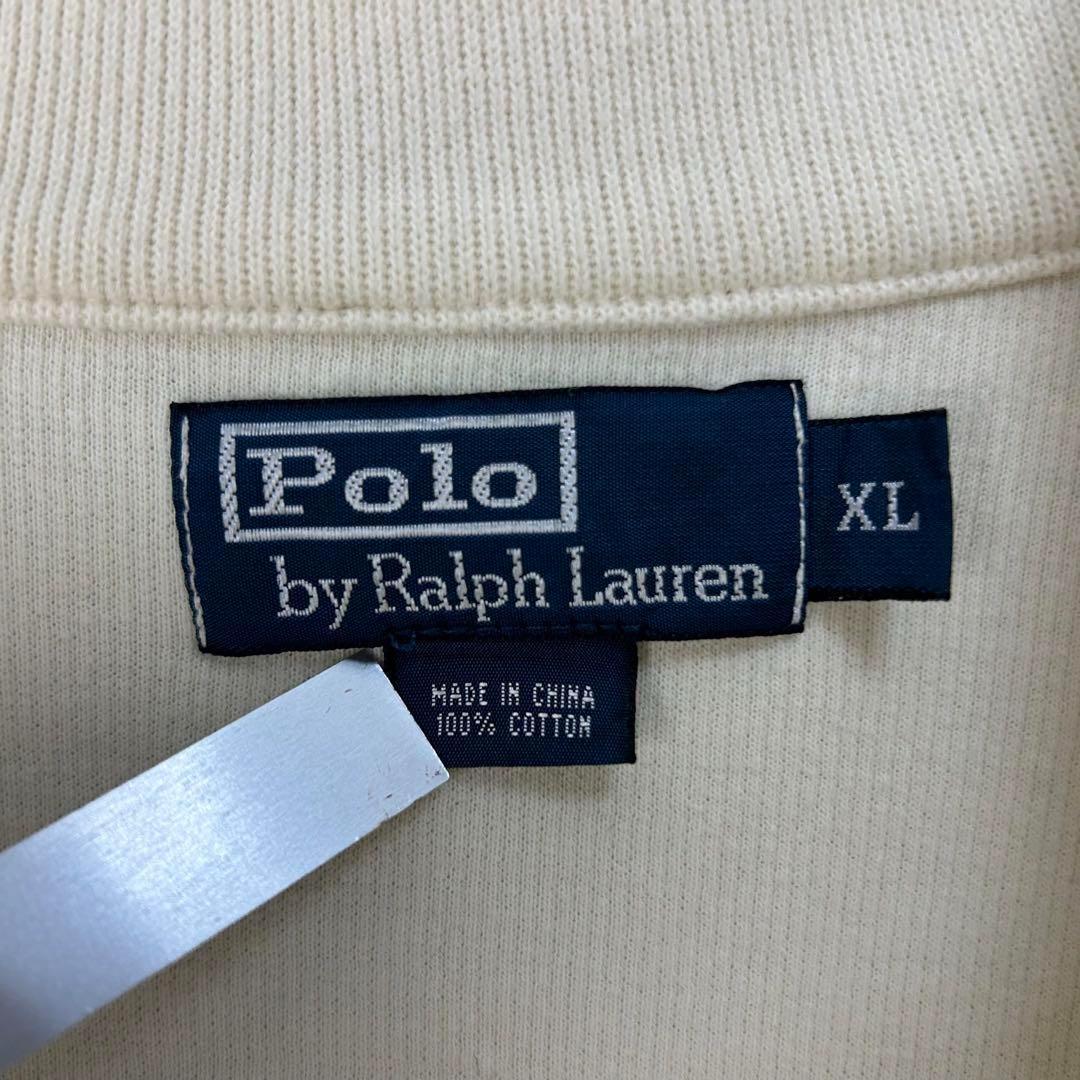 Polo
by Ralph Lauren
XL
MADE IN CHINA
100% COTTON